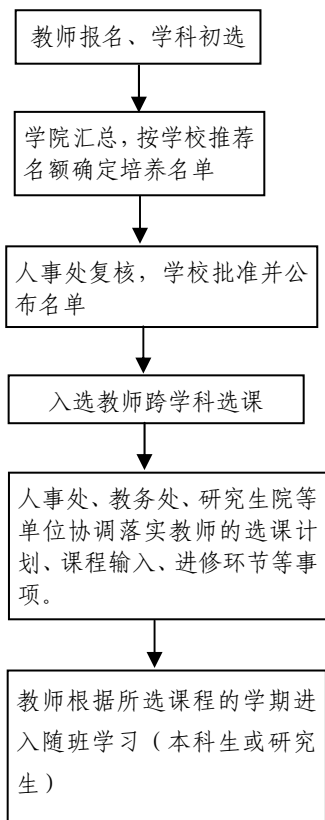 教师报名、学科初选
学院汇总,按学校推荐
名额确定培养名单
人事处复核，学校批准并公
布名单
入选教师跨学科选课
人事处、教务处、研究生院等
单位协调落实教师的选课计
划、课程输入、进修环节等事
项。
教师根据所选课程的学期进
入随班学习（本科生或研究
生）